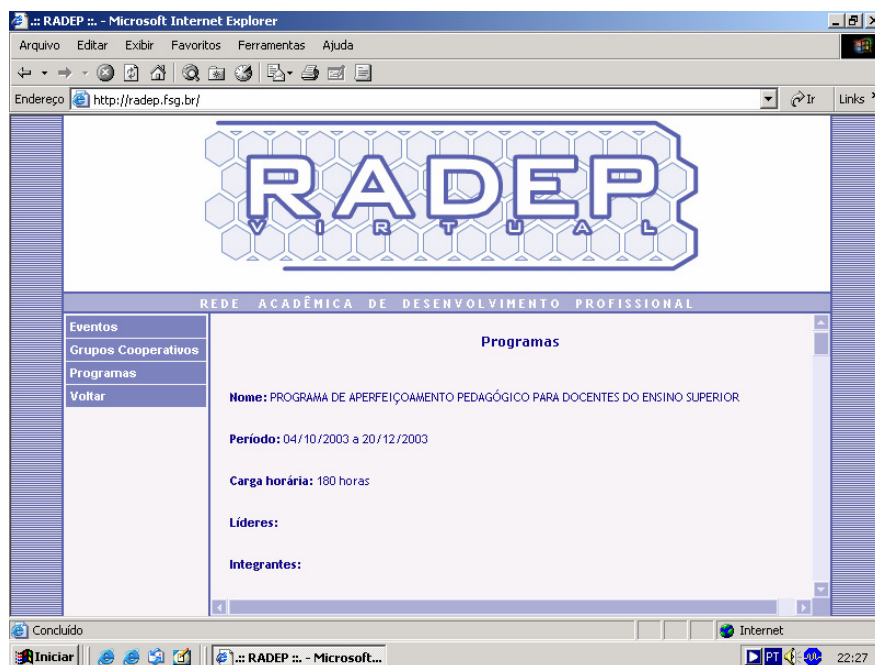 .:: RADEP ::. - Microsoft Internet Explorer
Arquivo Editar Exibir Favoritos Ferramentas Ajuda
Endereço http://radep.fsg.br/ Ir Links
RADEP
VIRTUAL
REDE ACADÊMICA DE DESENVOLVIMENTO PROFISSIONAL
Eventos
Grupos Cooperativos
Programas
Voltar
Programas
Nome: PROGRAMA DE APERFEIÇOAMENTO PEDAGÓGICO PARA DOCENTES DO ENSINO SUPERIOR
Período: 04/10/2003 a 20/12/2003
Carga horária: 180 horas
Líderes:
Integrantes:
Concluído Internet
Iniciar .:: RADEP ::. - Microsoft... PT 22:27